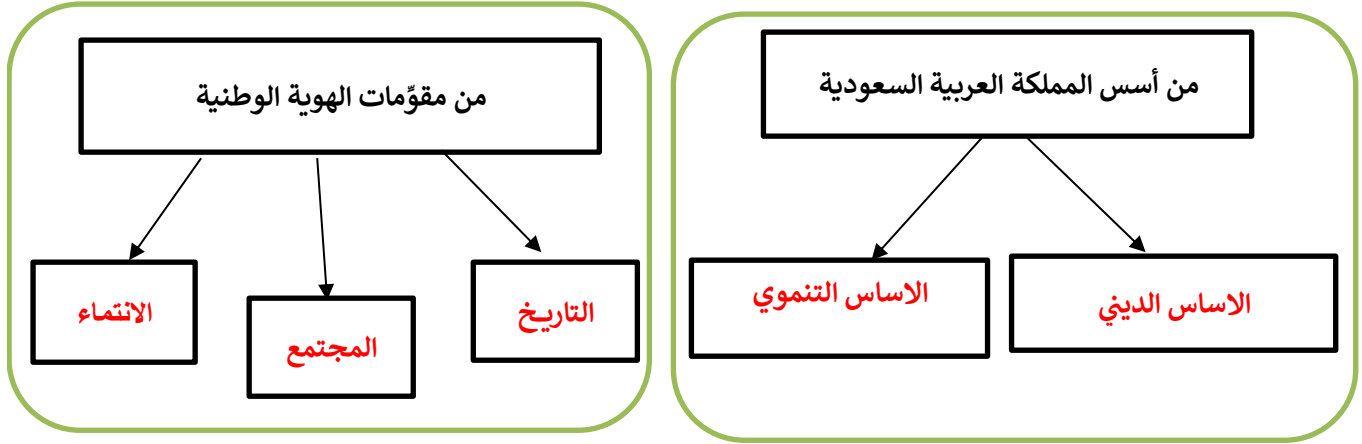 من أسس المملكة العربية السعودية
الاساس الديني
الاساس التنموي
من مقوِّمات الهوية الوطنية
التاريخ
المجتمع
الانتماء